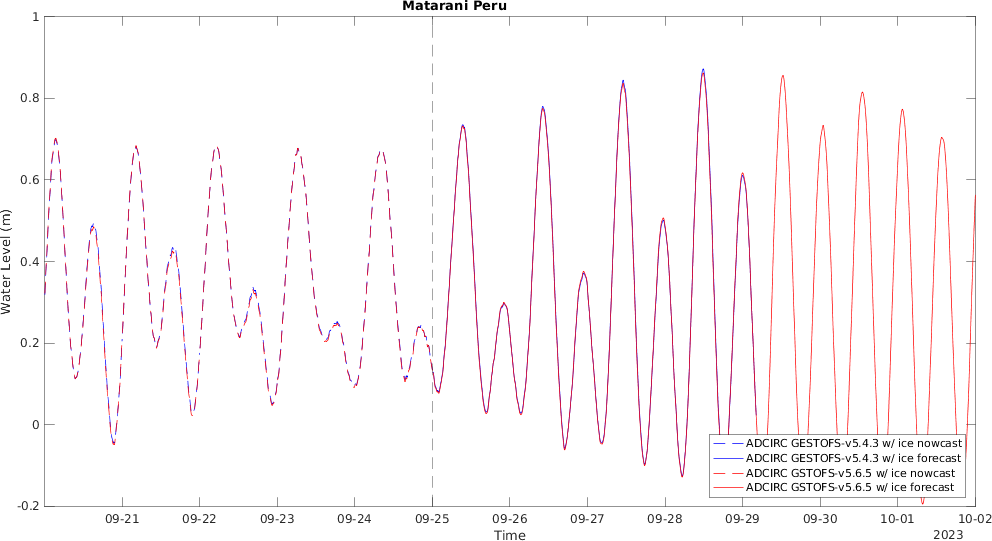 Matarani Peru
1
0.8
0.6
0.4
0.2
0
-0.2
Water Level (m)
ADCIRC GESTOFS-v5.4.3 w/ ice nowcast
ADCIRC GESTOFS-v5.4.3 w/ ice forecast
ADCIRC GSTOFS-v5.6.5 w/ ice nowcast
ADCIRC GSTOFS-v5.6.5 w/ ice forecast
09-21 09-22 09-23 09-24 09-25 09-26 09-27 09-28 09-29 09-30 10-01 10-02
Time
2023